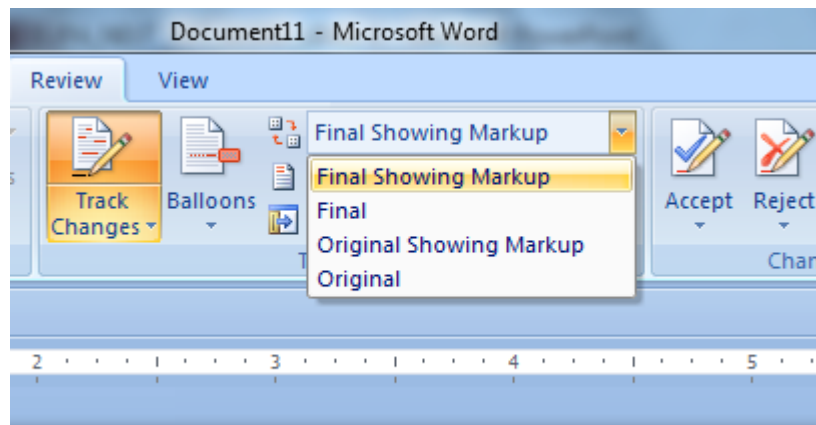 Document11 - Microsoft Word
Review View
Final Showing Markup
Track Changes
Balloons
Final Showing Markup
Final
Original Showing Markup
Original
Accept Reject
2 3 4 5